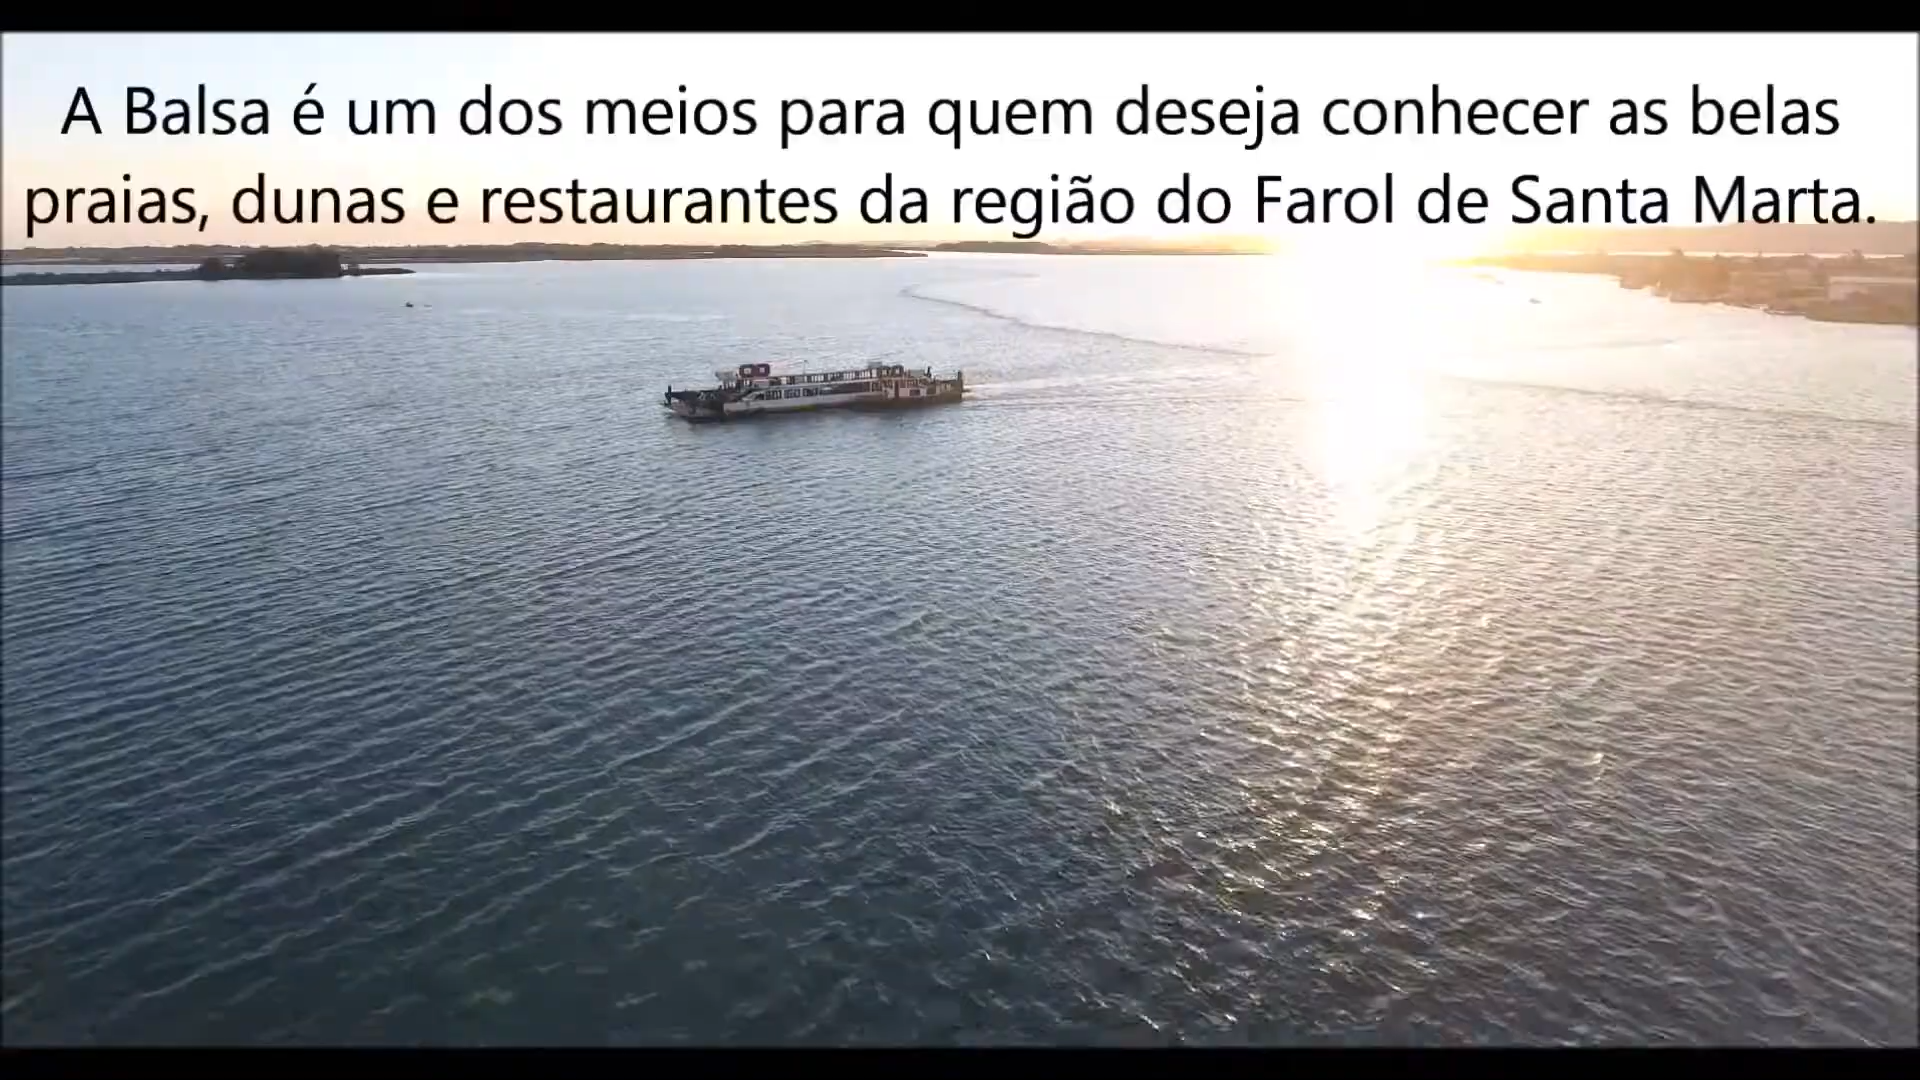 A Balsa é um dos meios para quem deseja conhecer as belas
praias, dunas e restaurantes da região do Farol de Santa Marta.